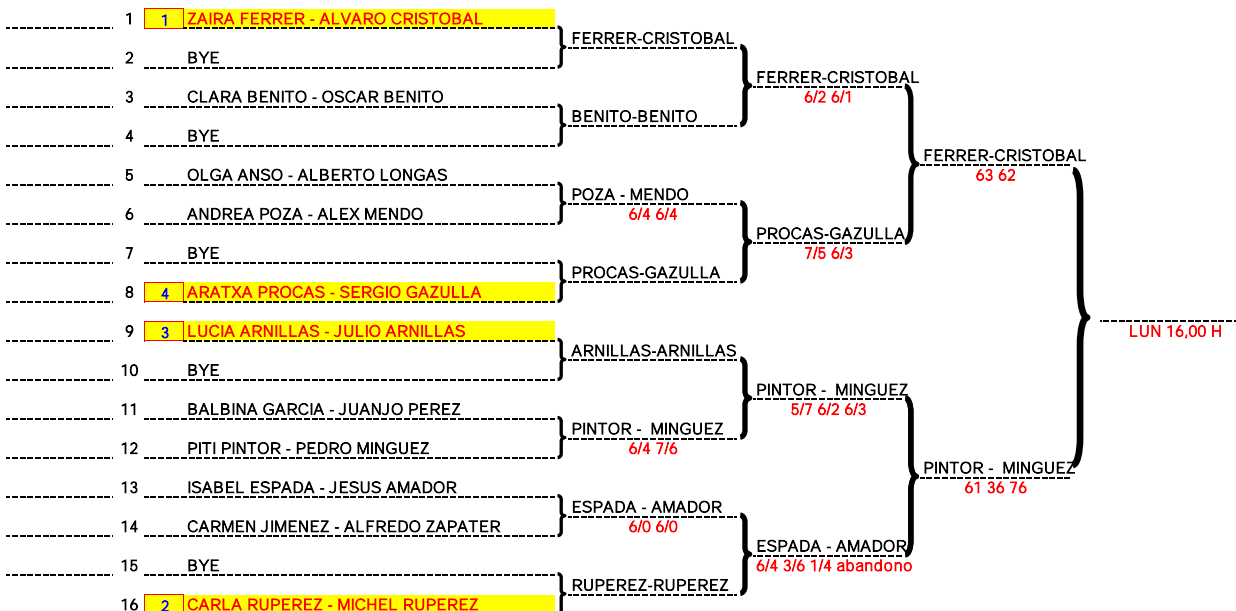 1 1 ZAIRA FERRER - ALVARO CRISTOBAL
FERRER-CRISTOBAL
2 BYE
FERRER-CRISTOBAL
6/2 6/1
3 CLARA BENITO - OSCAR BENITO
BENITO-BENITO
4 BYE
FERRER-CRISTOBAL
63 62
5 OLGA ANSO - ALBERTO LONGAS
POZA - MENDO
6/4 6/4
6 ANDREA POZA - ALEX MENDO
PROCAS-GAZULLA
7/5 6/3
7 BYE
PROCAS-GAZULLA
8 4 ARATXA PROCAS - SERGIO GAZULLA
LUN 16,00 H
9 3 LUCIA ARNILLAS - JULIO ARNILLAS
ARNILLAS-ARNILLAS
10 BYE
PINTOR - MINGUEZ
5/7 6/2 6/3
11 BALBINA GARCIA - JUANJO PEREZ
PINTOR - MINGUEZ
6/4 7/6
12 PITI PINTOR - PEDRO MINGUEZ
PINTOR - MINGUEZ
61 36 76
13 ISABEL ESPADA - JESUS AMADOR
ESPADA - AMADOR
6/0 6/0
14 CARMEN JIMENEZ - ALFREDO ZAPATER
ESPADA - AMADOR
6/4 3/6 1/4 abandono
15 BYE
RUPEREZ-RUPEREZ
16 2 CARLA RUPEREZ - MICHEL RUPEREZ